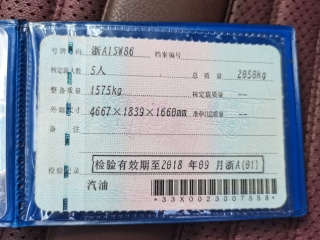 号牌号码 浙A1SW86 档案编号
核定载人数 5人 总质量 2050kg
整备质量 1575kg 核定载质量 --
外廓尺寸 4667×1839×1660mm 准牵引总质量 --
备注
检验记录 检验有效期至2018年09月浙A(01)
汽油
*33X0023007558*